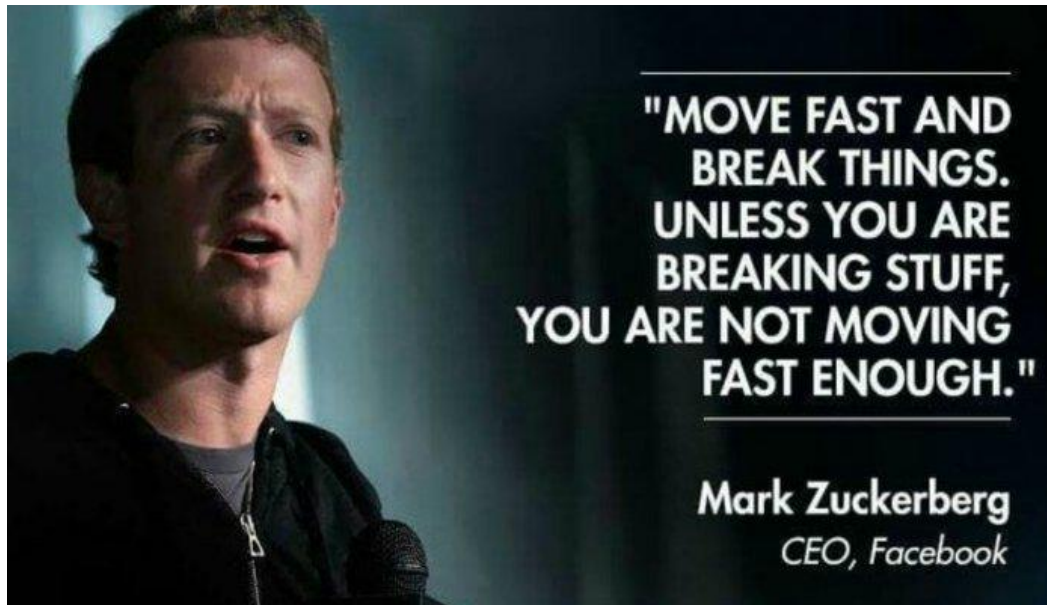 "MOVE FAST AND
BREAK THINGS.
UNLESS YOU ARE
BREAKING STUFF,
YOU ARE NOT MOVING
FAST ENOUGH."
Mark Zuckerberg
CEO, Facebook